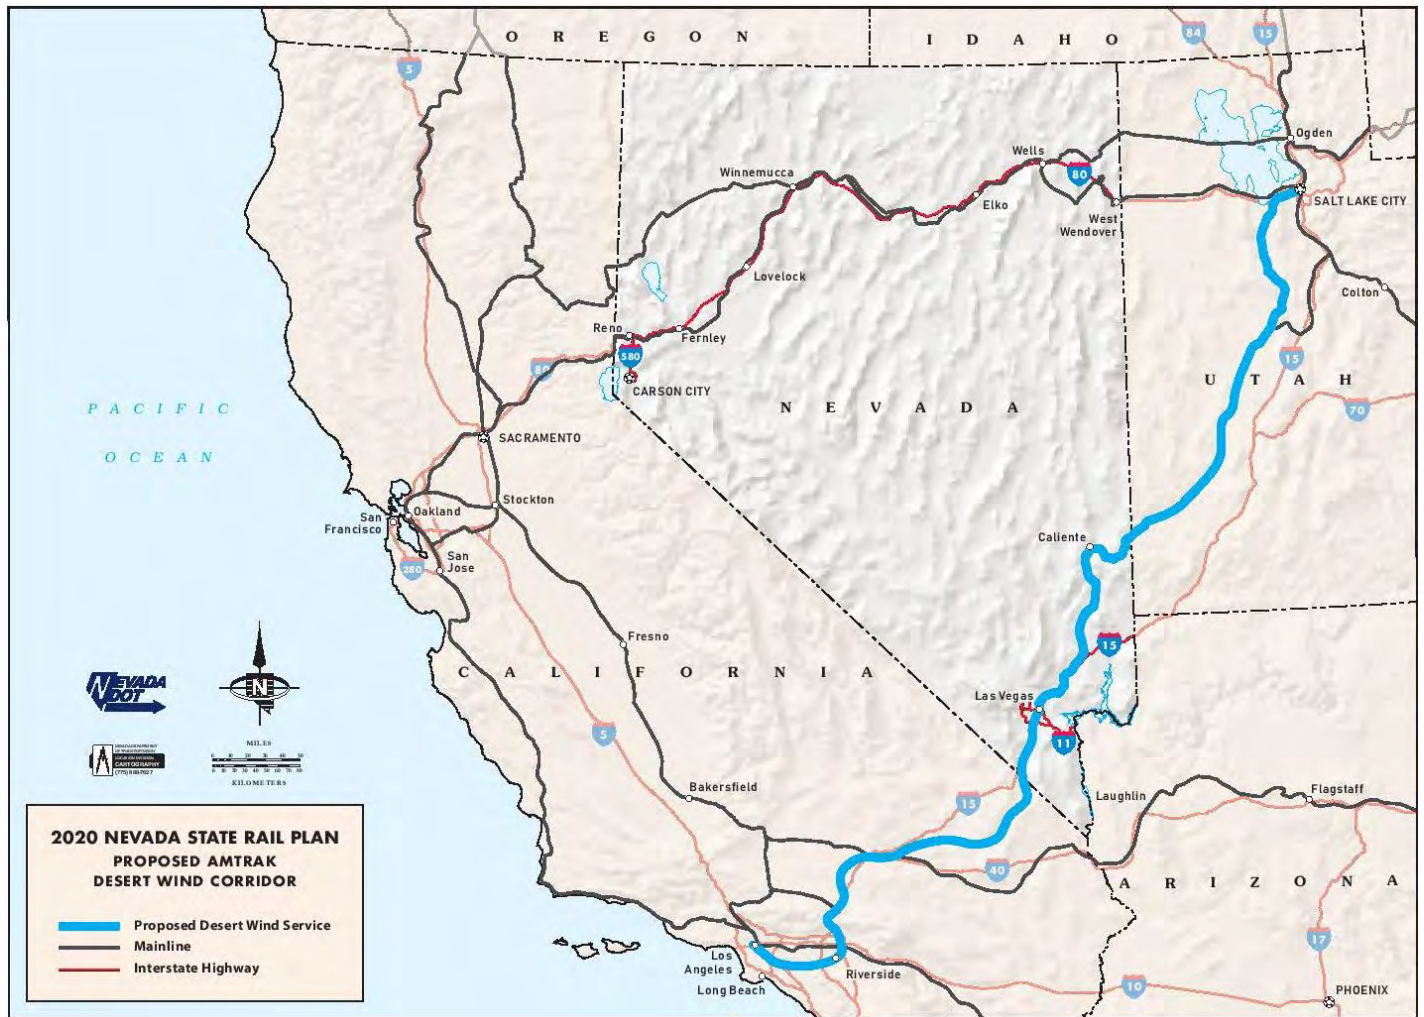 OREGON
IDAHO
84
15
5
Ogden
Wells
80
Winnemucca
Elko
West
Wendover
SALT LAKE CITY
Lovelock
Colton
Reno
Fernley
580
80
CARSON CITY
15
UTAH
NEVADA
70
PACIFIC
OCEAN
SACRAMENTO
Stockton
Oakland
San
Francisco
San
Jose
280
Caliente
Fresno
15
CALIFORNIA
NEVADA
DOT
N
Las Vegas
5
11
MILES
KILOMETERS
CARTOGRAPHY
Bakersfield
15
Laughlin
Flagstaff
40
ARIZONA
2020 NEVADA STATE RAIL PLAN
PROPOSED AMTRAK
DESERT WIND CORRIDOR
Proposed Desert Wind Service
Mainline
Interstate Highway
17
Los
Angeles
Riverside
Long Beach
10
PHOENIX